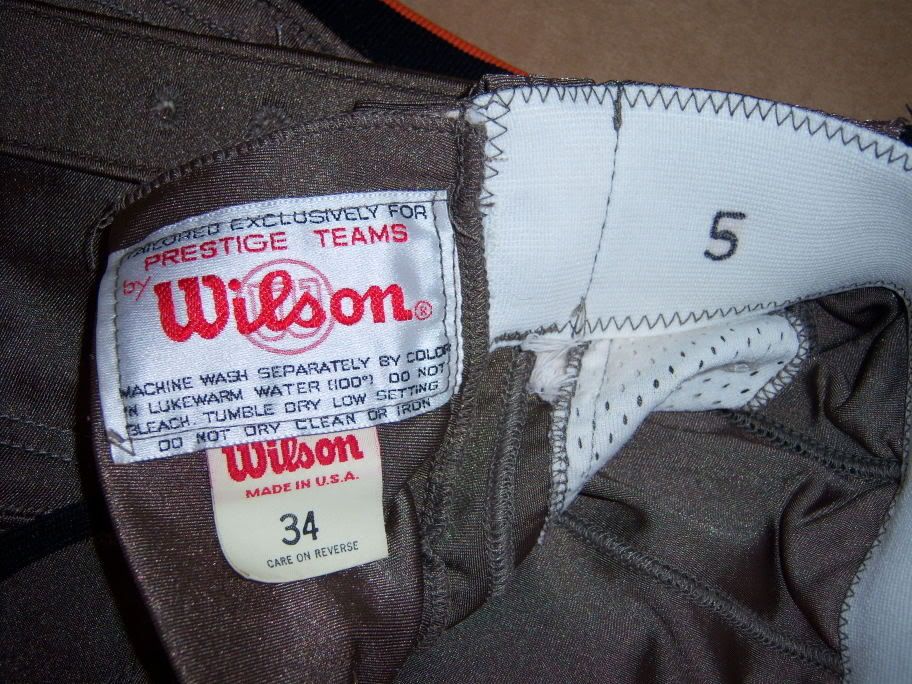 TAILORED EXCLUSIVELY FOR
PRESTIGE TEAMS
by Wilson®
MACHINE WASH SEPARATELY BY COLOR
IN LUKEWARM WATER (100°) DO NOT
BLEACH. TUMBLE DRY LOW SETTING
DO NOT DRY CLEAN OR IRON
Wilson
MADE IN U.S.A.
34
CARE ON REVERSE
5